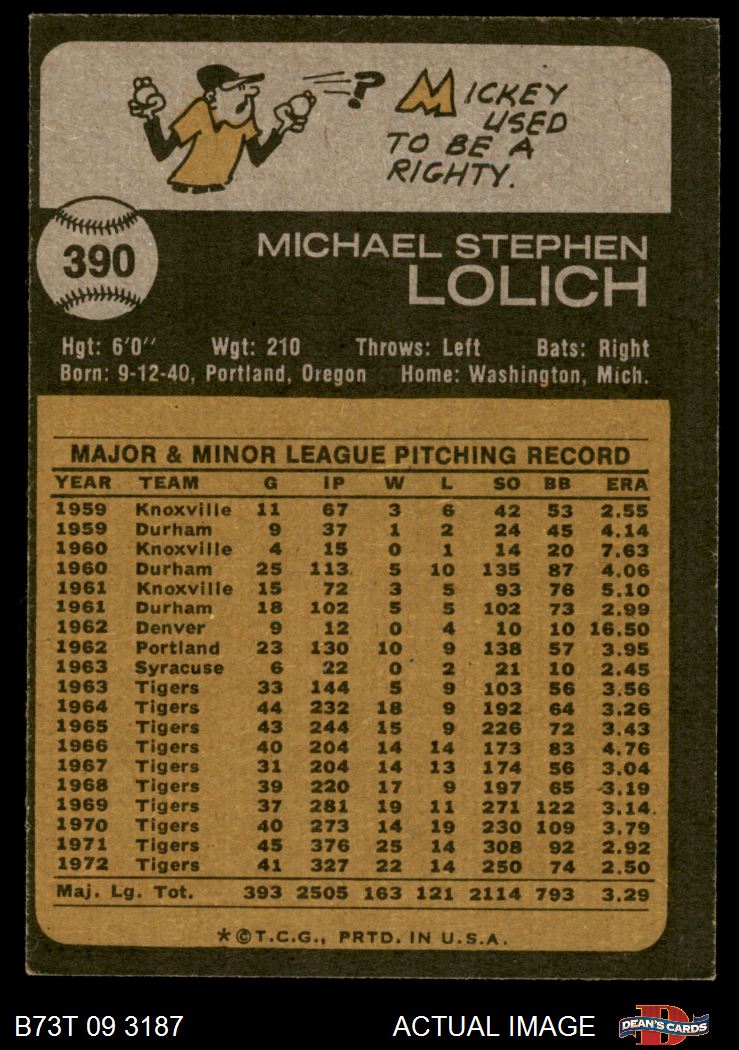 ?
MICKEY
USED
TO BE A
RIGHTY.
390
MICHAEL STEPHEN
LOLICH
Hgt: 6'0" Wgt: 210 Throws: Left Bats: Right
Born: 9-12-40, Portland, Oregon Home: Washington, Mich.
MAJOR & MINOR LEAGUE PITCHING RECORD
YEAR TEAM G IP W L SO BB ERA
1959 Knoxville 11 67 3 6 42 53 2.55
1959 Durham 9 37 1 2 24 45 4.14
1960 Knoxville 4 15 0 1 14 20 7.63
1960 Durham 25 113 5 10 135 87 4.06
1961 Knoxville 15 72 3 5 93 76 5.10
1961 Durham 18 102 5 5 102 73 2.99
1962 Denver 9 12 0 4 10 10 16.50
1962 Portland 23 130 10 9 138 57 3.95
1963 Syracuse 6 22 0 2 21 10 2.45
1963 Tigers 33 144 5 9 103 56 3.56
1964 Tigers 44 232 18 9 192 64 3.26
1965 Tigers 43 244 15 9 226 72 3.43
1966 Tigers 40 204 14 14 173 83 4.76
1967 Tigers 31 204 14 13 174 56 3.04
1968 Tigers 39 220 17 9 197 65 3.19
1969 Tigers 37 281 19 11 271 122 3.14
1970 Tigers 40 273 14 19 230 109 3.79
1971 Tigers 45 376 25 14 308 92 2.92
1972 Tigers 41 327 22 14 250 74 2.50
Maj. Lg. Tot. 393 2505 163 121 2114 793 3.29
*©T.C.G., PRTD. IN U.S.A.
B73T 09 3187 ACTUAL IMAGE
D
DEAN'S CARDS